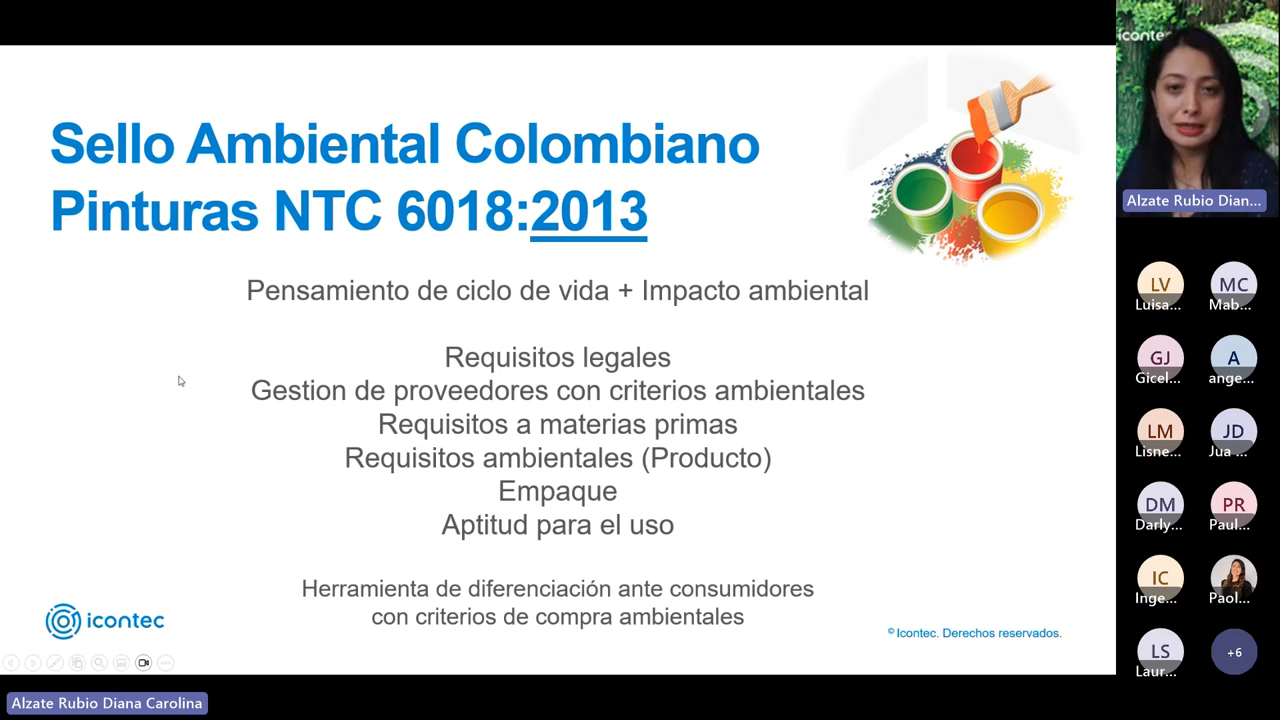 Sello Ambiental Colombiano
Pinturas NTC 6018:2013
Pensamiento de ciclo de vida + Impacto ambiental
Requisitos legales
Gestion de proveedores con criterios ambientales
Requisitos a materias primas
Requisitos ambientales (Producto)
Empaque
Aptitud para el uso
Herramienta de diferenciación ante consumidores
con criterios de compra ambientales
icontec
© Icontec. Derechos reservados.
Alzate Rubio Diana Carolina
icontec
Alzate Rubio Dian...
LV
Luisa...
MC
Mab...
GJ
Gicel...
A
ange...
LM
Lisne...
JD
Jua ...
DM
Darly...
PR
Paul...
IC
Inge...
Paol...
LS
Laur...
+6